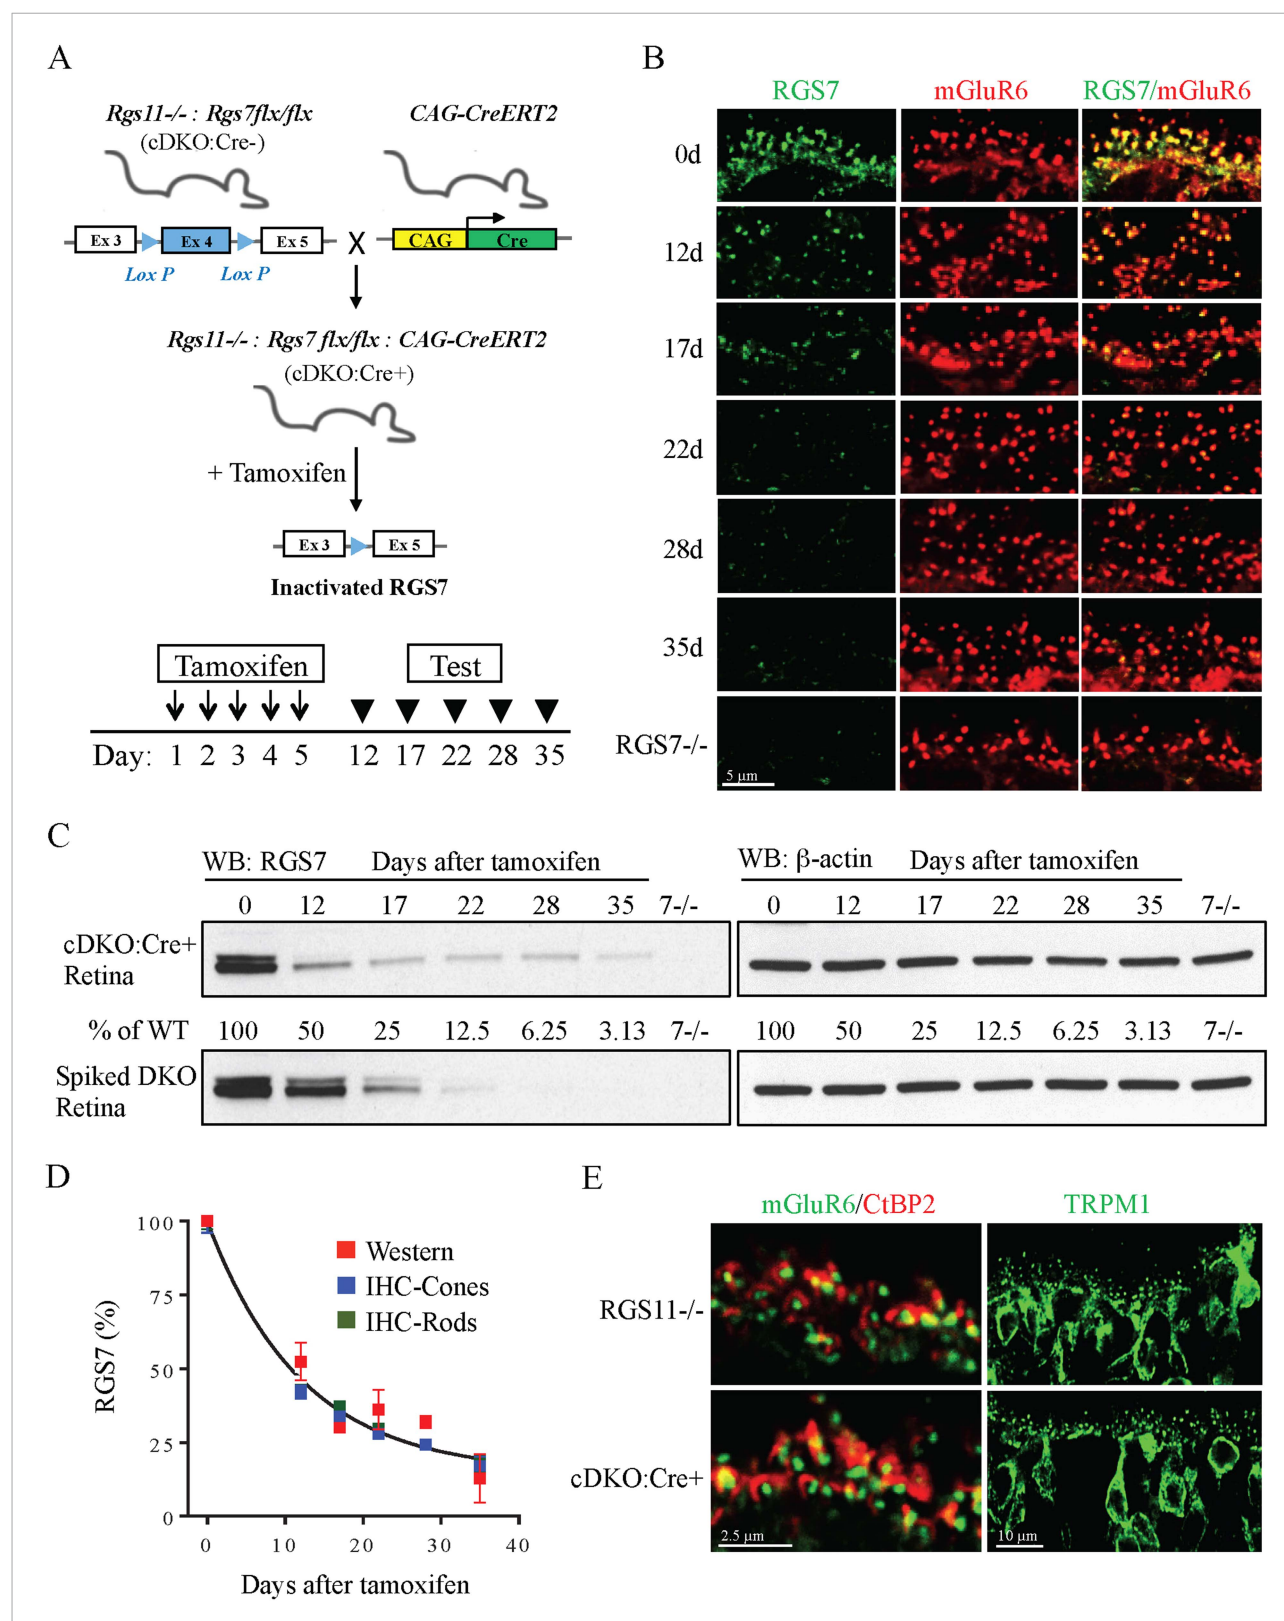 A
Rgs11-/- : Rgs7flx/flx
(cDKO:Cre-)
CAG-CreERT2
Ex 3
Ex 4
Ex 5
X
CAG
Cre
Lox P
Lox P
Rgs11-/- : Rgs7 flx/flx : CAG-CreERT2
(cDKO:Cre+)
+ Tamoxifen
Ex 3
Ex 5
Inactivated RGS7
Tamoxifen
Test
Day: 1 2 3 4 5 12 17 22 28 35
B
RGS7
mGluR6
RGS7/mGluR6
0d
12d
17d
22d
28d
35d
RGS7-/-
5 µm
C
WB: RGS7 Days after tamoxifen
0 12 17 22 28 35 7-/-
WB: β-actin Days after tamoxifen
0 12 17 22 28 35 7-/-
cDKO:Cre+
Retina
% of WT 100 50 25 12.5 6.25 3.13 7-/-
100 50 25 12.5 6.25 3.13 7-/-
Spiked DKO
Retina
D
RGS7 (%)
100
75
50
25
0
Western
IHC-Cones
IHC-Rods
0 10 20 30 40
Days after tamoxifen
E
mGluR6/CtBP2
TRPM1
RGS11-/-
cDKO:Cre+
2.5 µm
10 µm